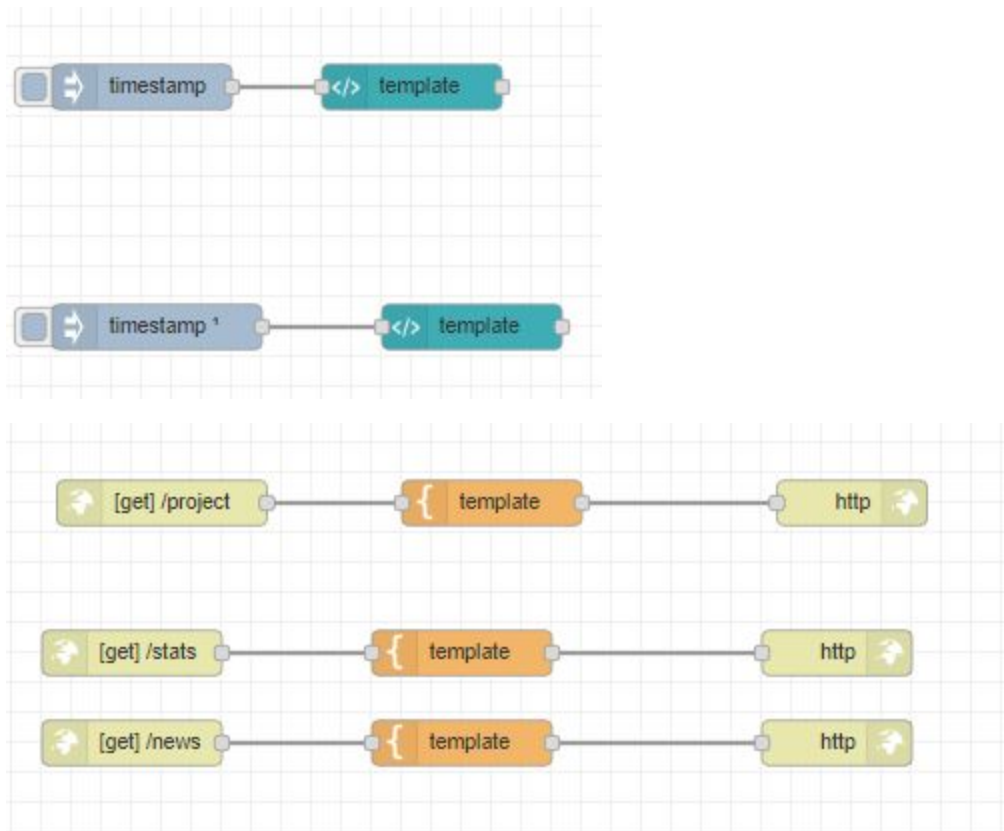 timestamp </> template
timestamp ¹ </> template
[get] /project { template http
[get] /stats { template http
[get] /news { template http